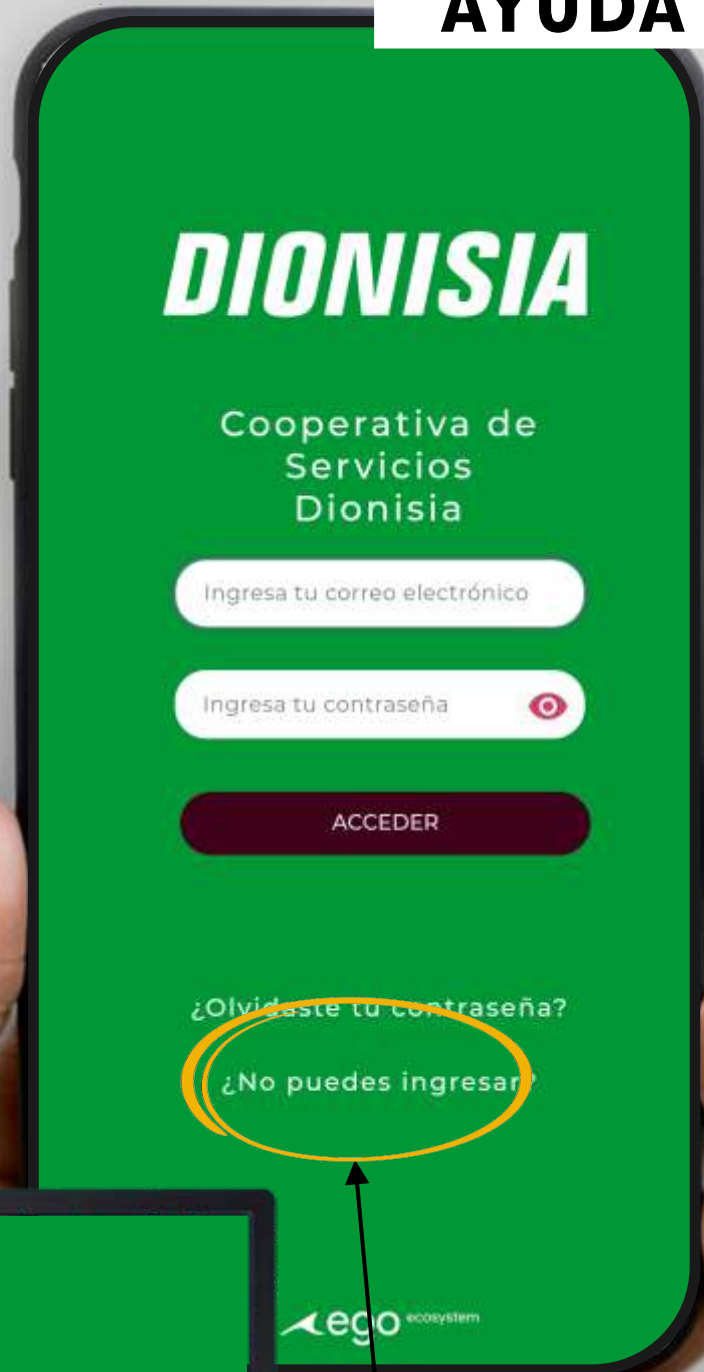 AYUDA
DIONISIA
Cooperativa de
Servicios
Dionisia
Ingresa tu correo electrónico
Ingresa tu contraseña
ACCEDER
¿Olvidaste tu contraseña?
¿No puedes ingresar?
ego ecosystem